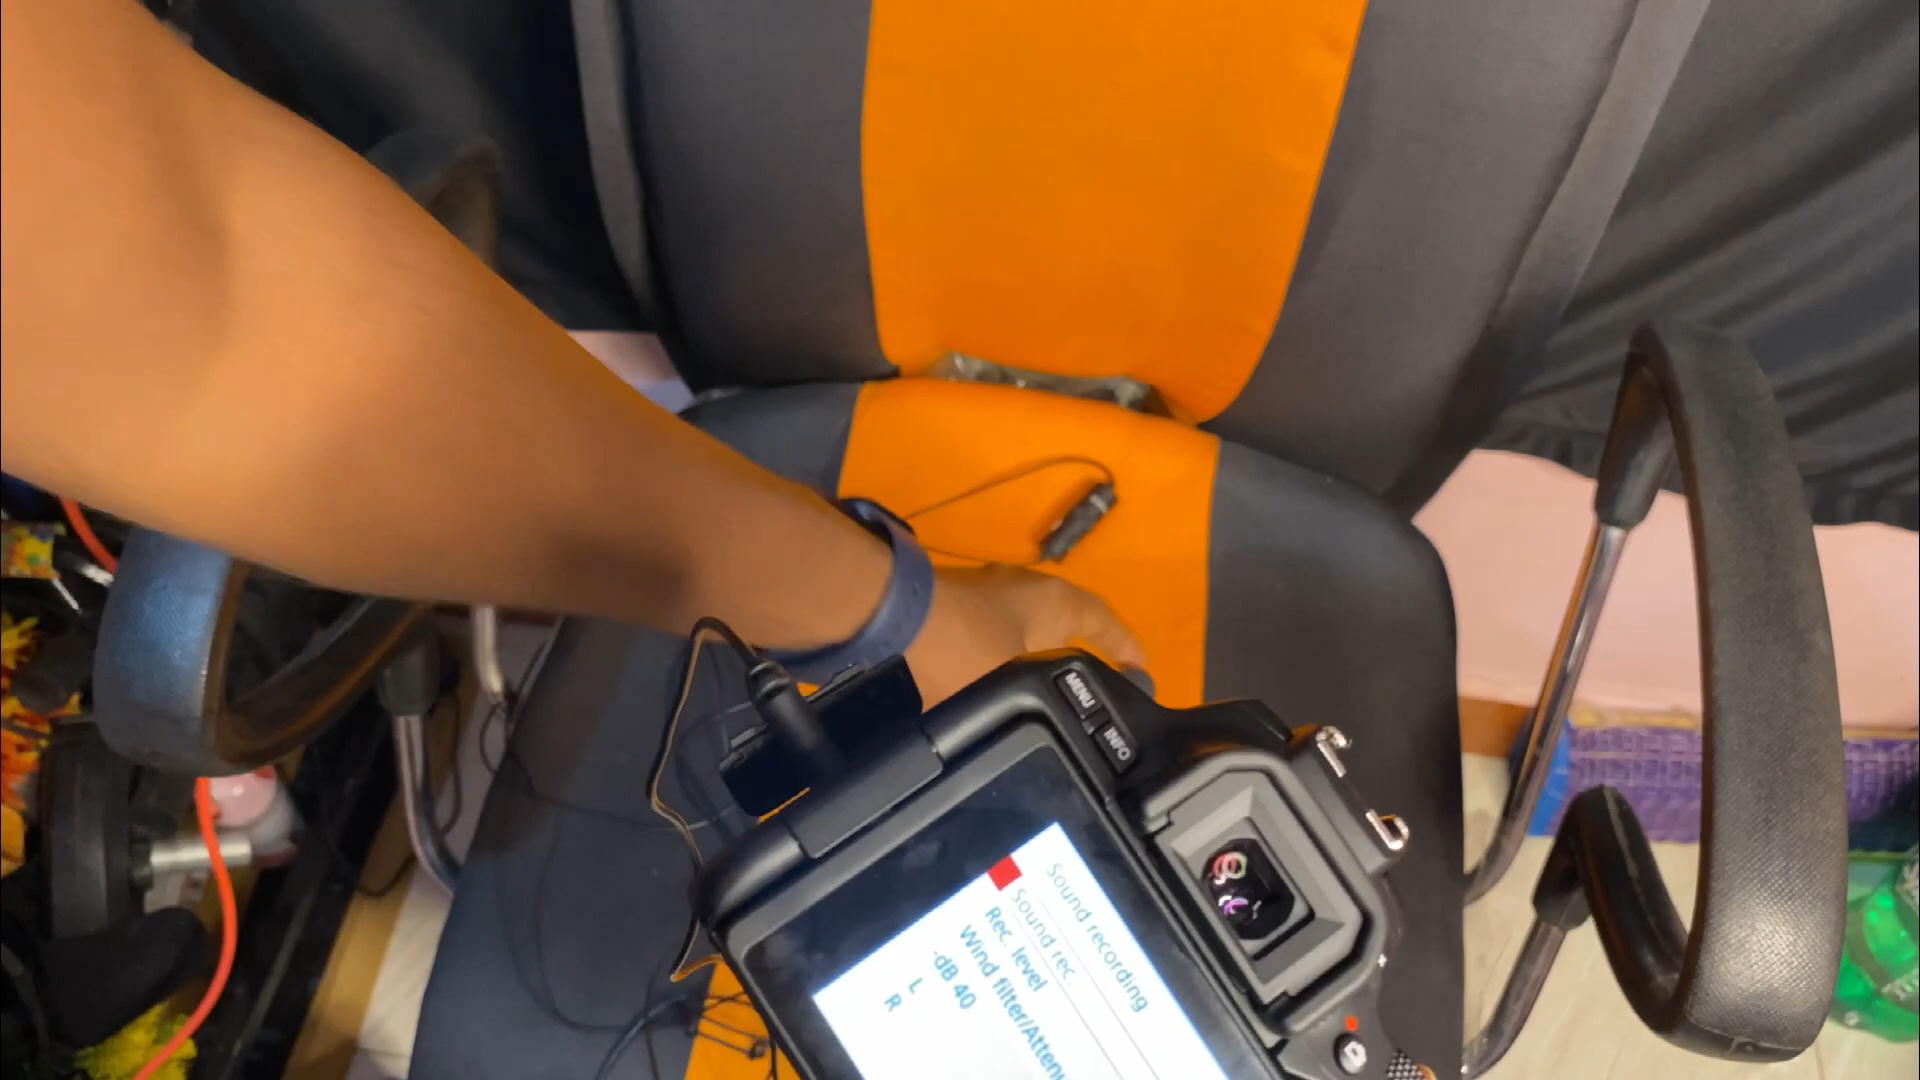 MENU
INFO
Sound recording
Sound rec.
Rec. level
Wind filter/Atten
-dB 40
L
R